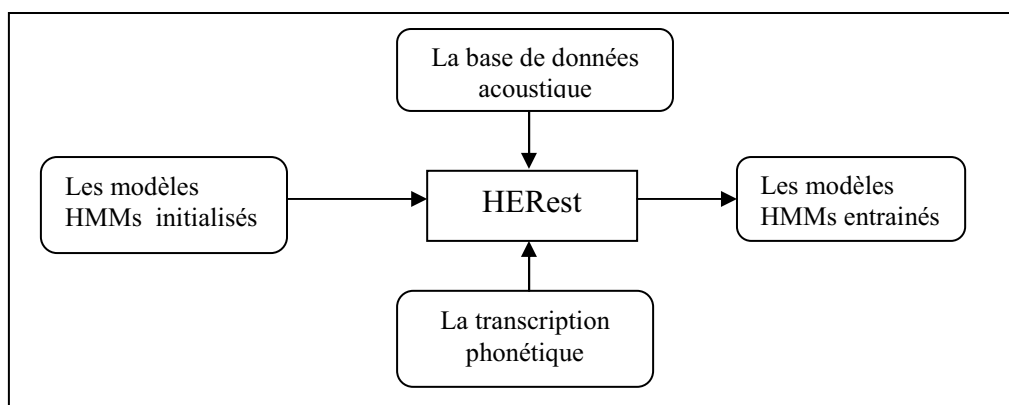 La base de données
acoustique
Les modèles
HMMs initialisés
HERest
Les modèles
HMMs entrainés
La transcription
phonétique